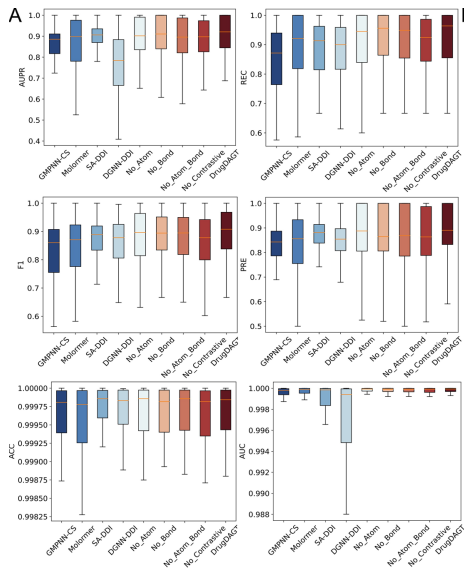 A
AUPR
1.0
0.9
0.8
0.7
0.6
0.5
0.4
GMPNN-CS
Molormer
SA-DDI
DGNN-DDI
No_Atom
No_Bond
No_Atom_Bond
No_Contrastive
DrugDAGT
REC
1.0
0.9
0.8
0.7
0.6
GMPNN-CS
Molormer
SA-DDI
DGNN-DDI
No_Atom
No_Bond
No_Atom_Bond
No_Contrastive
DrugDAGT
F1
1.0
0.9
0.8
0.7
0.6
GMPNN-CS
Molormer
SA-DDI
DGNN-DDI
No_Atom
No_Bond
No_Atom_Bond
No_Contrastive
DrugDAGT
PRE
1.0
0.9
0.8
0.7
0.6
0.5
GMPNN-CS
Molormer
SA-DDI
DGNN-DDI
No_Atom
No_Bond
No_Atom_Bond
No_Contrastive
DrugDAGT
ACC
1.00000
0.99975
0.99950
0.99925
0.99900
0.99875
0.99850
0.99825
GMPNN-CS
Molormer
SA-DDI
DGNN-DDI
No_Atom
No_Bond
No_Atom_Bond
No_Contrastive
DrugDAGT
AUC
1.000
0.998
0.996
0.994
0.992
0.990
0.988
GMPNN-CS
Molormer
SA-DDI
DGNN-DDI
No_Atom
No_Bond
No_Atom_Bond
No_Contrastive
DrugDAGT